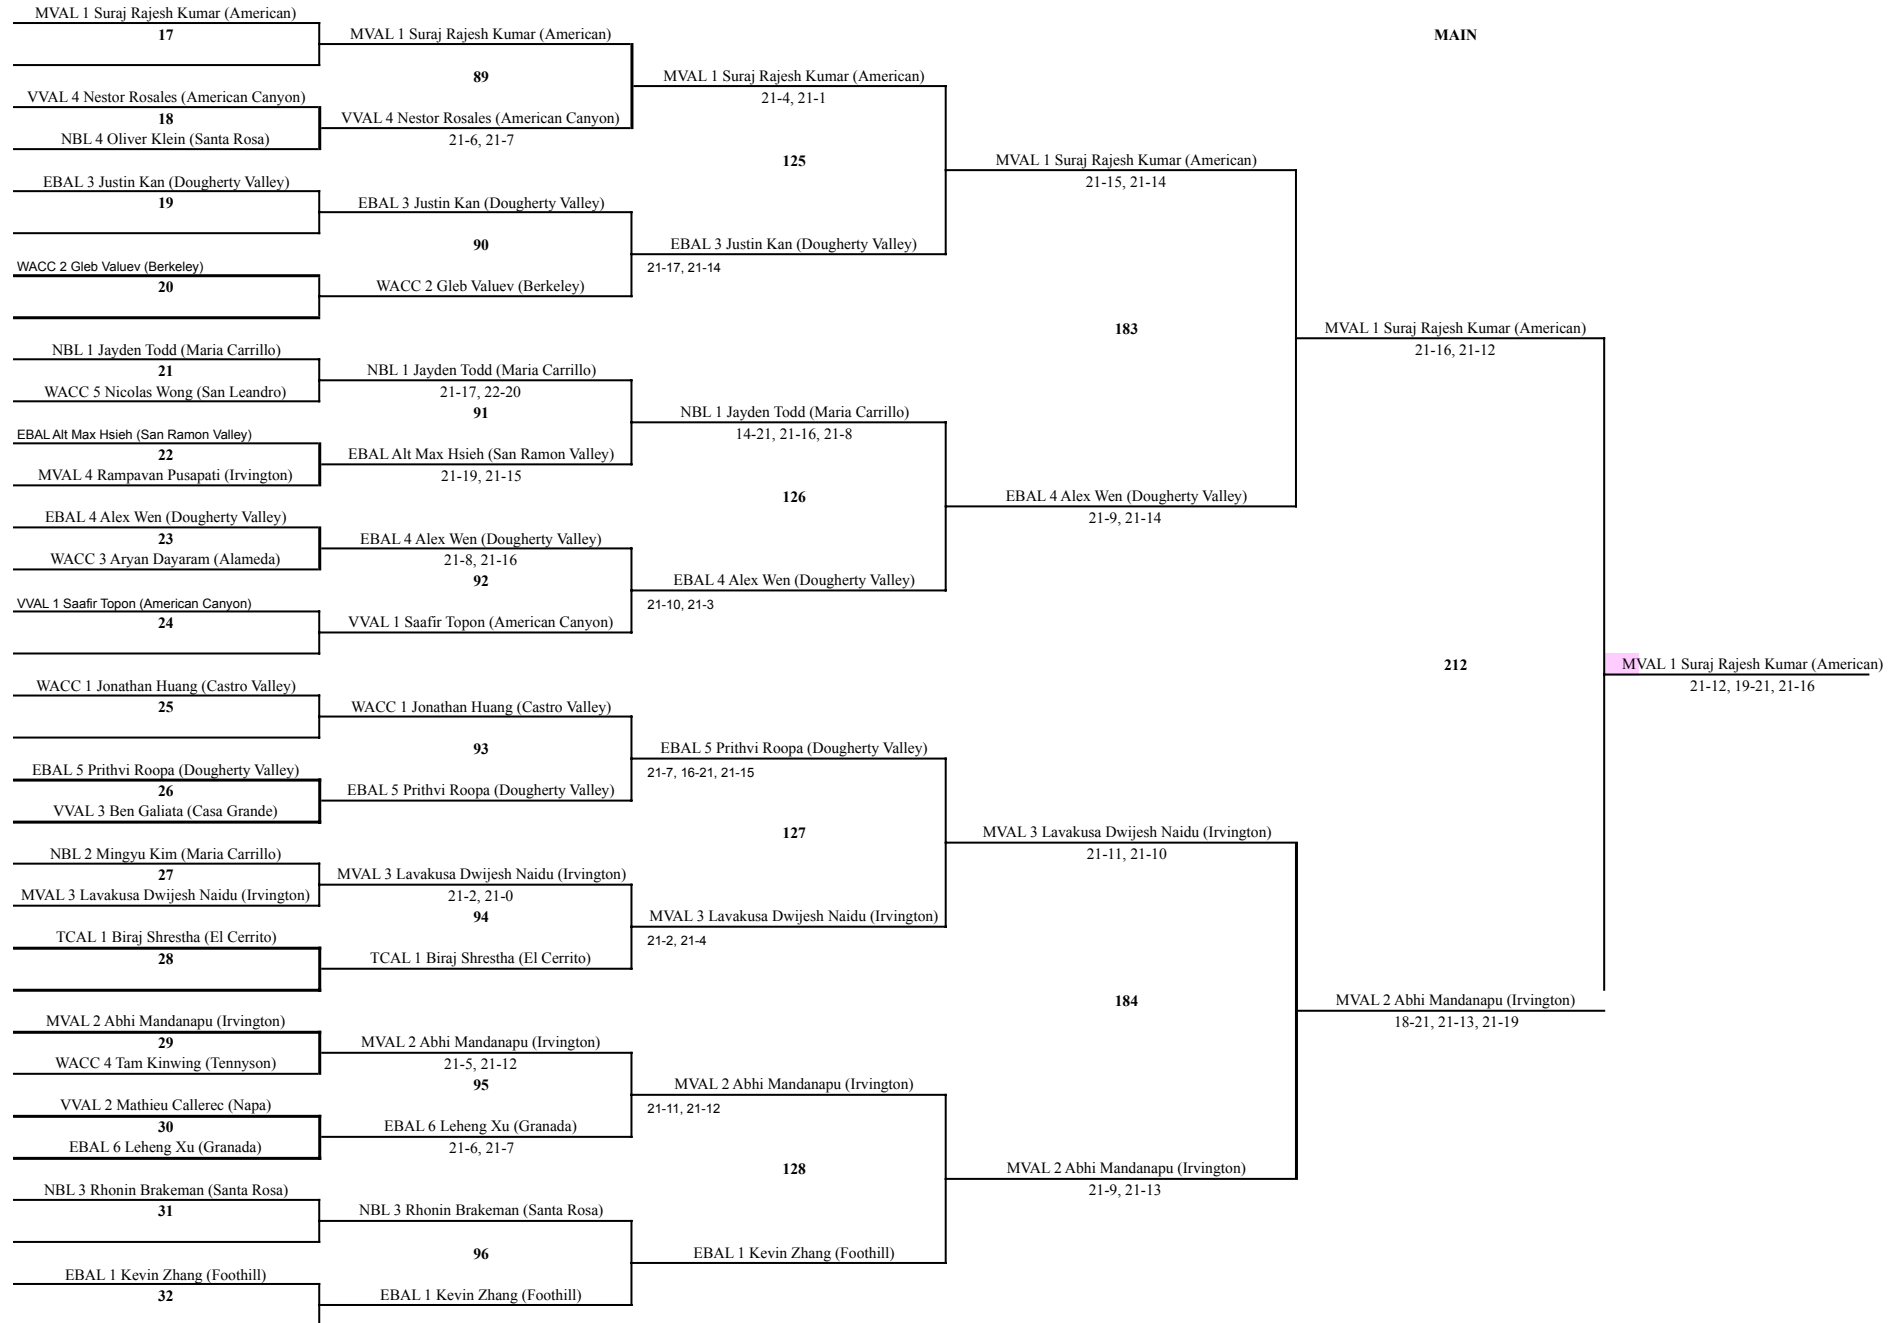 MVAL 1 Suraj Rajesh Kumar (American)
17
VVAL 4 Nestor Rosales (American Canyon)
18
NBL 4 Oliver Klein (Santa Rosa)
EBAL 3 Justin Kan (Dougherty Valley)
19
WACC 2 Gleb Valuev (Berkeley)
20
NBL 1 Jayden Todd (Maria Carrillo)
21
WACC 5 Nicolas Wong (San Leandro)
EBAL Alt Max Hsieh (San Ramon Valley)
22
MVAL 4 Rampavan Pusapati (Irvington)
EBAL 4 Alex Wen (Dougherty Valley)
23
WACC 3 Aryan Dayaram (Alameda)
VVAL 1 Saafir Topon (American Canyon)
24
WACC 1 Jonathan Huang (Castro Valley)
25
EBAL 5 Prithvi Roopa (Dougherty Valley)
26
VVAL 3 Ben Galiata (Casa Grande)
NBL 2 Mingyu Kim (Maria Carrillo)
27
MVAL 3 Lavakusa Dwijesh Naidu (Irvington)
TCAL 1 Biraj Shrestha (El Cerrito)
28
MVAL 2 Abhi Mandanapu (Irvington)
29
WACC 4 Tam Kinwing (Tennyson)
VVAL 2 Mathieu Callerec (Napa)
30
EBAL 6 Leheng Xu (Granada)
NBL 3 Rhonin Brakeman (Santa Rosa)
31
EBAL 1 Kevin Zhang (Foothill)
32
MVAL 1 Suraj Rajesh Kumar (American)
89
VVAL 4 Nestor Rosales (American Canyon)
21-6, 21-7
EBAL 3 Justin Kan (Dougherty Valley)
90
WACC 2 Gleb Valuev (Berkeley)
NBL 1 Jayden Todd (Maria Carrillo)
21-17, 22-20
91
EBAL Alt Max Hsieh (San Ramon Valley)
21-19, 21-15
EBAL 4 Alex Wen (Dougherty Valley)
21-8, 21-16
92
VVAL 1 Saafir Topon (American Canyon)
WACC 1 Jonathan Huang (Castro Valley)
93
EBAL 5 Prithvi Roopa (Dougherty Valley)
MVAL 3 Lavakusa Dwijesh Naidu (Irvington)
21-2, 21-0
94
TCAL 1 Biraj Shrestha (El Cerrito)
MVAL 2 Abhi Mandanapu (Irvington)
21-5, 21-12
95
EBAL 6 Leheng Xu (Granada)
21-6, 21-7
NBL 3 Rhonin Brakeman (Santa Rosa)
96
EBAL 1 Kevin Zhang (Foothill)
MVAL 1 Suraj Rajesh Kumar (American)
21-4, 21-1
125
EBAL 3 Justin Kan (Dougherty Valley)
21-17, 21-14
NBL 1 Jayden Todd (Maria Carrillo)
14-21, 21-16, 21-8
126
EBAL 4 Alex Wen (Dougherty Valley)
21-10, 21-3
EBAL 5 Prithvi Roopa (Dougherty Valley)
21-7, 16-21, 21-15
127
MVAL 3 Lavakusa Dwijesh Naidu (Irvington)
21-2, 21-4
MVAL 2 Abhi Mandanapu (Irvington)
21-11, 21-12
128
EBAL 1 Kevin Zhang (Foothill)
MVAL 1 Suraj Rajesh Kumar (American)
21-15, 21-14
183
EBAL 4 Alex Wen (Dougherty Valley)
21-9, 21-14
MVAL 3 Lavakusa Dwijesh Naidu (Irvington)
21-11, 21-10
184
MVAL 2 Abhi Mandanapu (Irvington)
21-9, 21-13
MAIN
MVAL 1 Suraj Rajesh Kumar (American)
21-16, 21-12
212
MVAL 2 Abhi Mandanapu (Irvington)
18-21, 21-13, 21-19
MVAL 1 Suraj Rajesh Kumar (American)
21-12, 19-21, 21-16